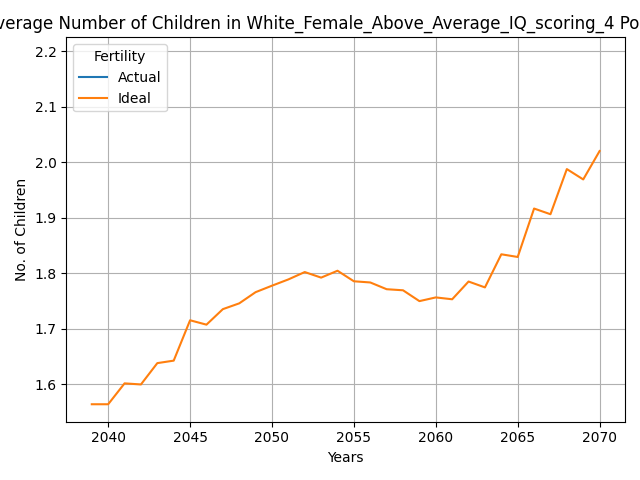 verage Number of Children in White_Female_Above_Average_IQ_scoring_4 Po
Fertility
Actual
Ideal
No. of Children
2.2
2.1
2.0
1.9
1.8
1.7
1.6
2040 2045 2050 2055 2060 2065 2070
Years